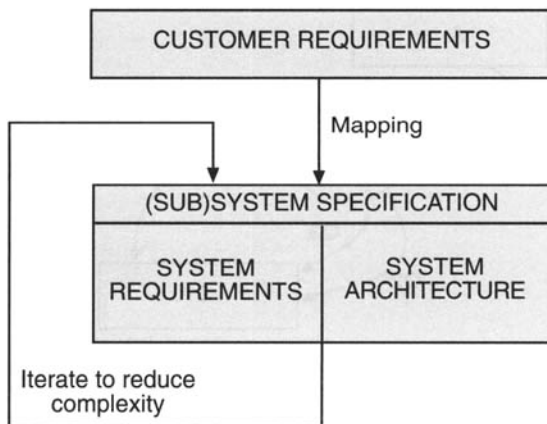 CUSTOMER REQUIREMENTS
Mapping
(SUB)SYSTEM SPECIFICATION
SYSTEM
REQUIREMENTS
SYSTEM
ARCHITECTURE
Iterate to reduce
complexity